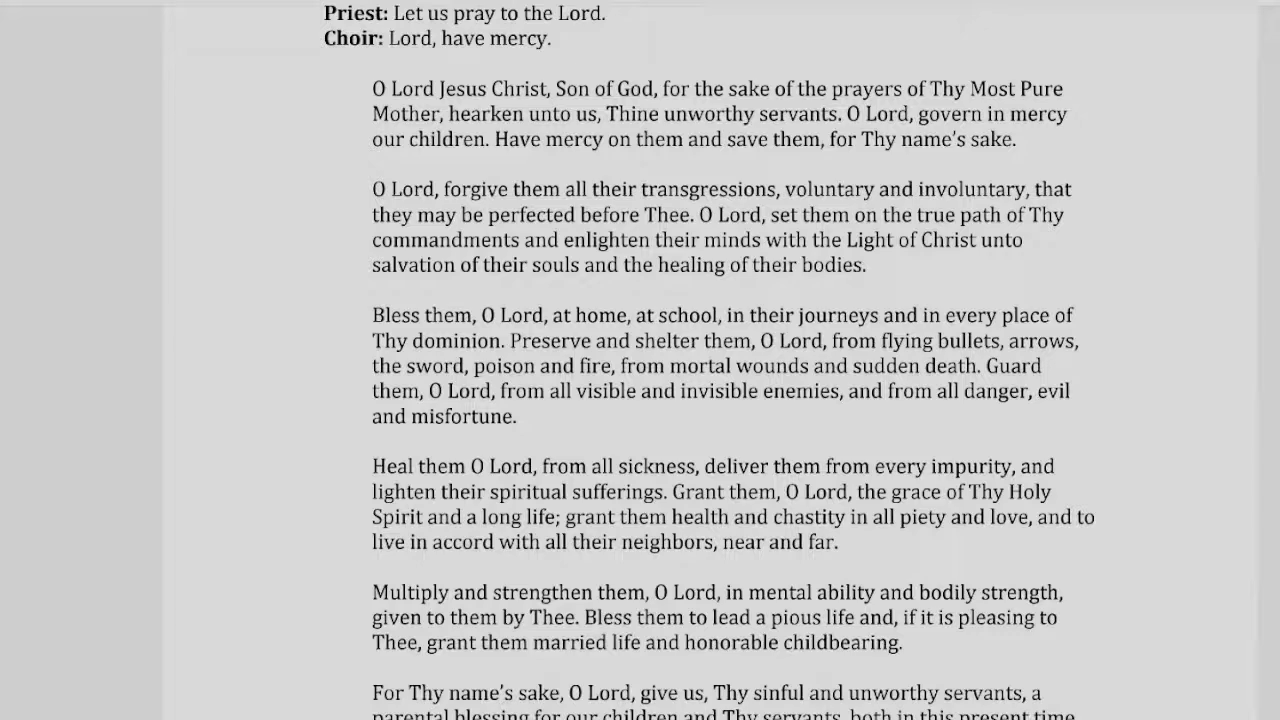 Priest: Let us pray to the Lord.
Choir: Lord, have mercy.
O Lord Jesus Christ, Son of God, for the sake of the prayers of Thy Most Pure
Mother, hearken unto us, Thine unworthy servants. O Lord, govern in mercy
our children. Have mercy on them and save them, for Thy name’s sake.
O Lord, forgive them all their transgressions, voluntary and involuntary, that
they may be perfected before Thee. O Lord, set them on the true path of Thy
commandments and enlighten their minds with the Light of Christ unto
salvation of their souls and the healing of their bodies.
Bless them, O Lord, at home, at school, in their journeys and in every place of
Thy dominion. Preserve and shelter them, O Lord, from flying bullets, arrows,
the sword, poison and fire, from mortal wounds and sudden death. Guard
them, O Lord, from all visible and invisible enemies, and from all danger, evil
and misfortune.
Heal them O Lord, from all sickness, deliver them from every impurity, and
lighten their spiritual sufferings. Grant them, O Lord, the grace of Thy Holy
Spirit and a long life; grant them health and chastity in all piety and love, and to
live in accord with all their neighbors, near and far.
Multiply and strengthen them, O Lord, in mental ability and bodily strength,
given to them by Thee. Bless them to lead a pious life and, if it is pleasing to
Thee, grant them married life and honorable childbearing.
For Thy name’s sake, O Lord, give us, Thy sinful and unworthy servants, a
parental blessing for our children and Thy servants, both in this present time